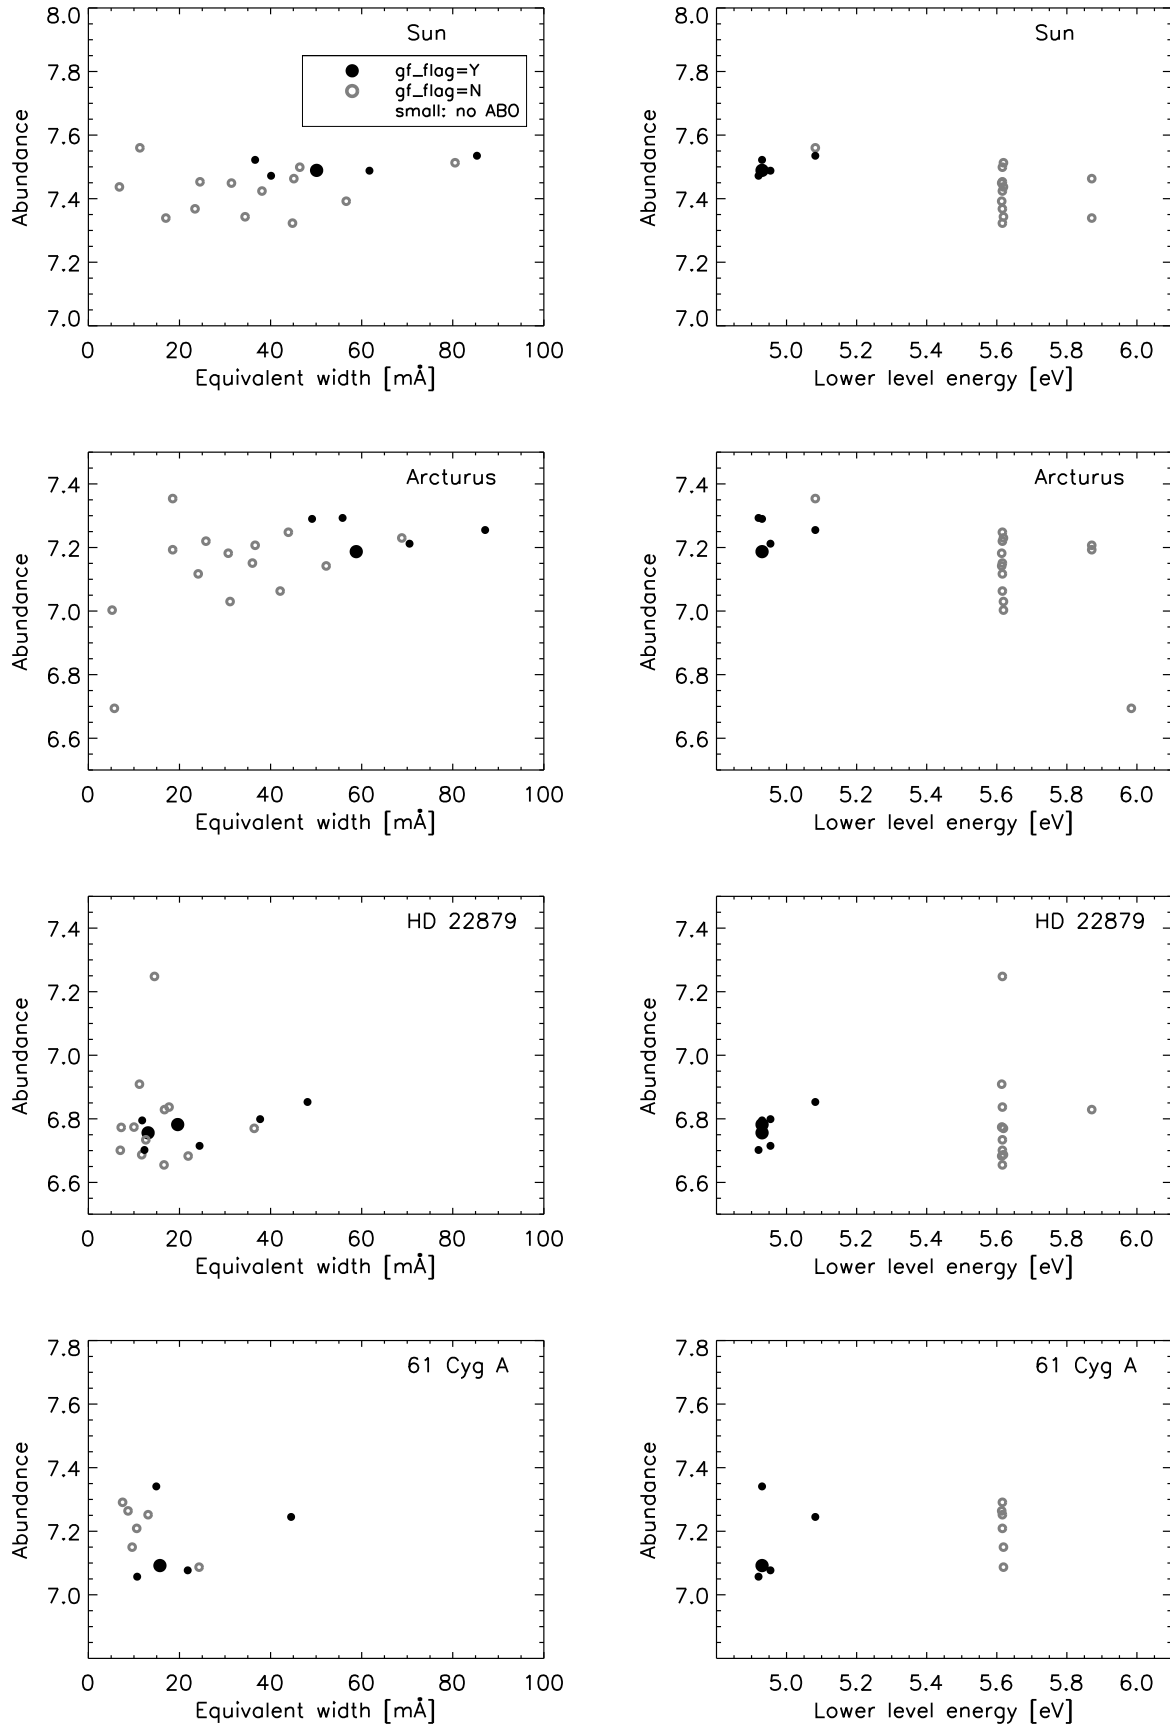 8.0
7.8
7.6
7.4
7.2
7.0
Abundance
Sun
gf_flag=Y
gf_flag=N
small: no ABO
0 20 40 60 80 100
Equivalent width [mÅ]
8.0
7.8
7.6
7.4
7.2
7.0
Abundance
Sun
5.0 5.2 5.4 5.6 5.8 6.0
Lower level energy [eV]
7.4
7.2
7.0
6.8
6.6
Abundance
Arcturus
0 20 40 60 80 100
Equivalent width [mÅ]
7.4
7.2
7.0
6.8
6.6
Abundance
Arcturus
5.0 5.2 5.4 5.6 5.8 6.0
Lower level energy [eV]
7.4
7.2
7.0
6.8
6.6
Abundance
HD 22879
0 20 40 60 80 100
Equivalent width [mÅ]
7.4
7.2
7.0
6.8
6.6
Abundance
HD 22879
5.0 5.2 5.4 5.6 5.8 6.0
Lower level energy [eV]
7.8
7.6
7.4
7.2
7.0
Abundance
61 Cyg A
0 20 40 60 80 100
Equivalent width [mÅ]
7.8
7.6
7.4
7.2
7.0
Abundance
61 Cyg A
5.0 5.2 5.4 5.6 5.8 6.0
Lower level energy [eV]